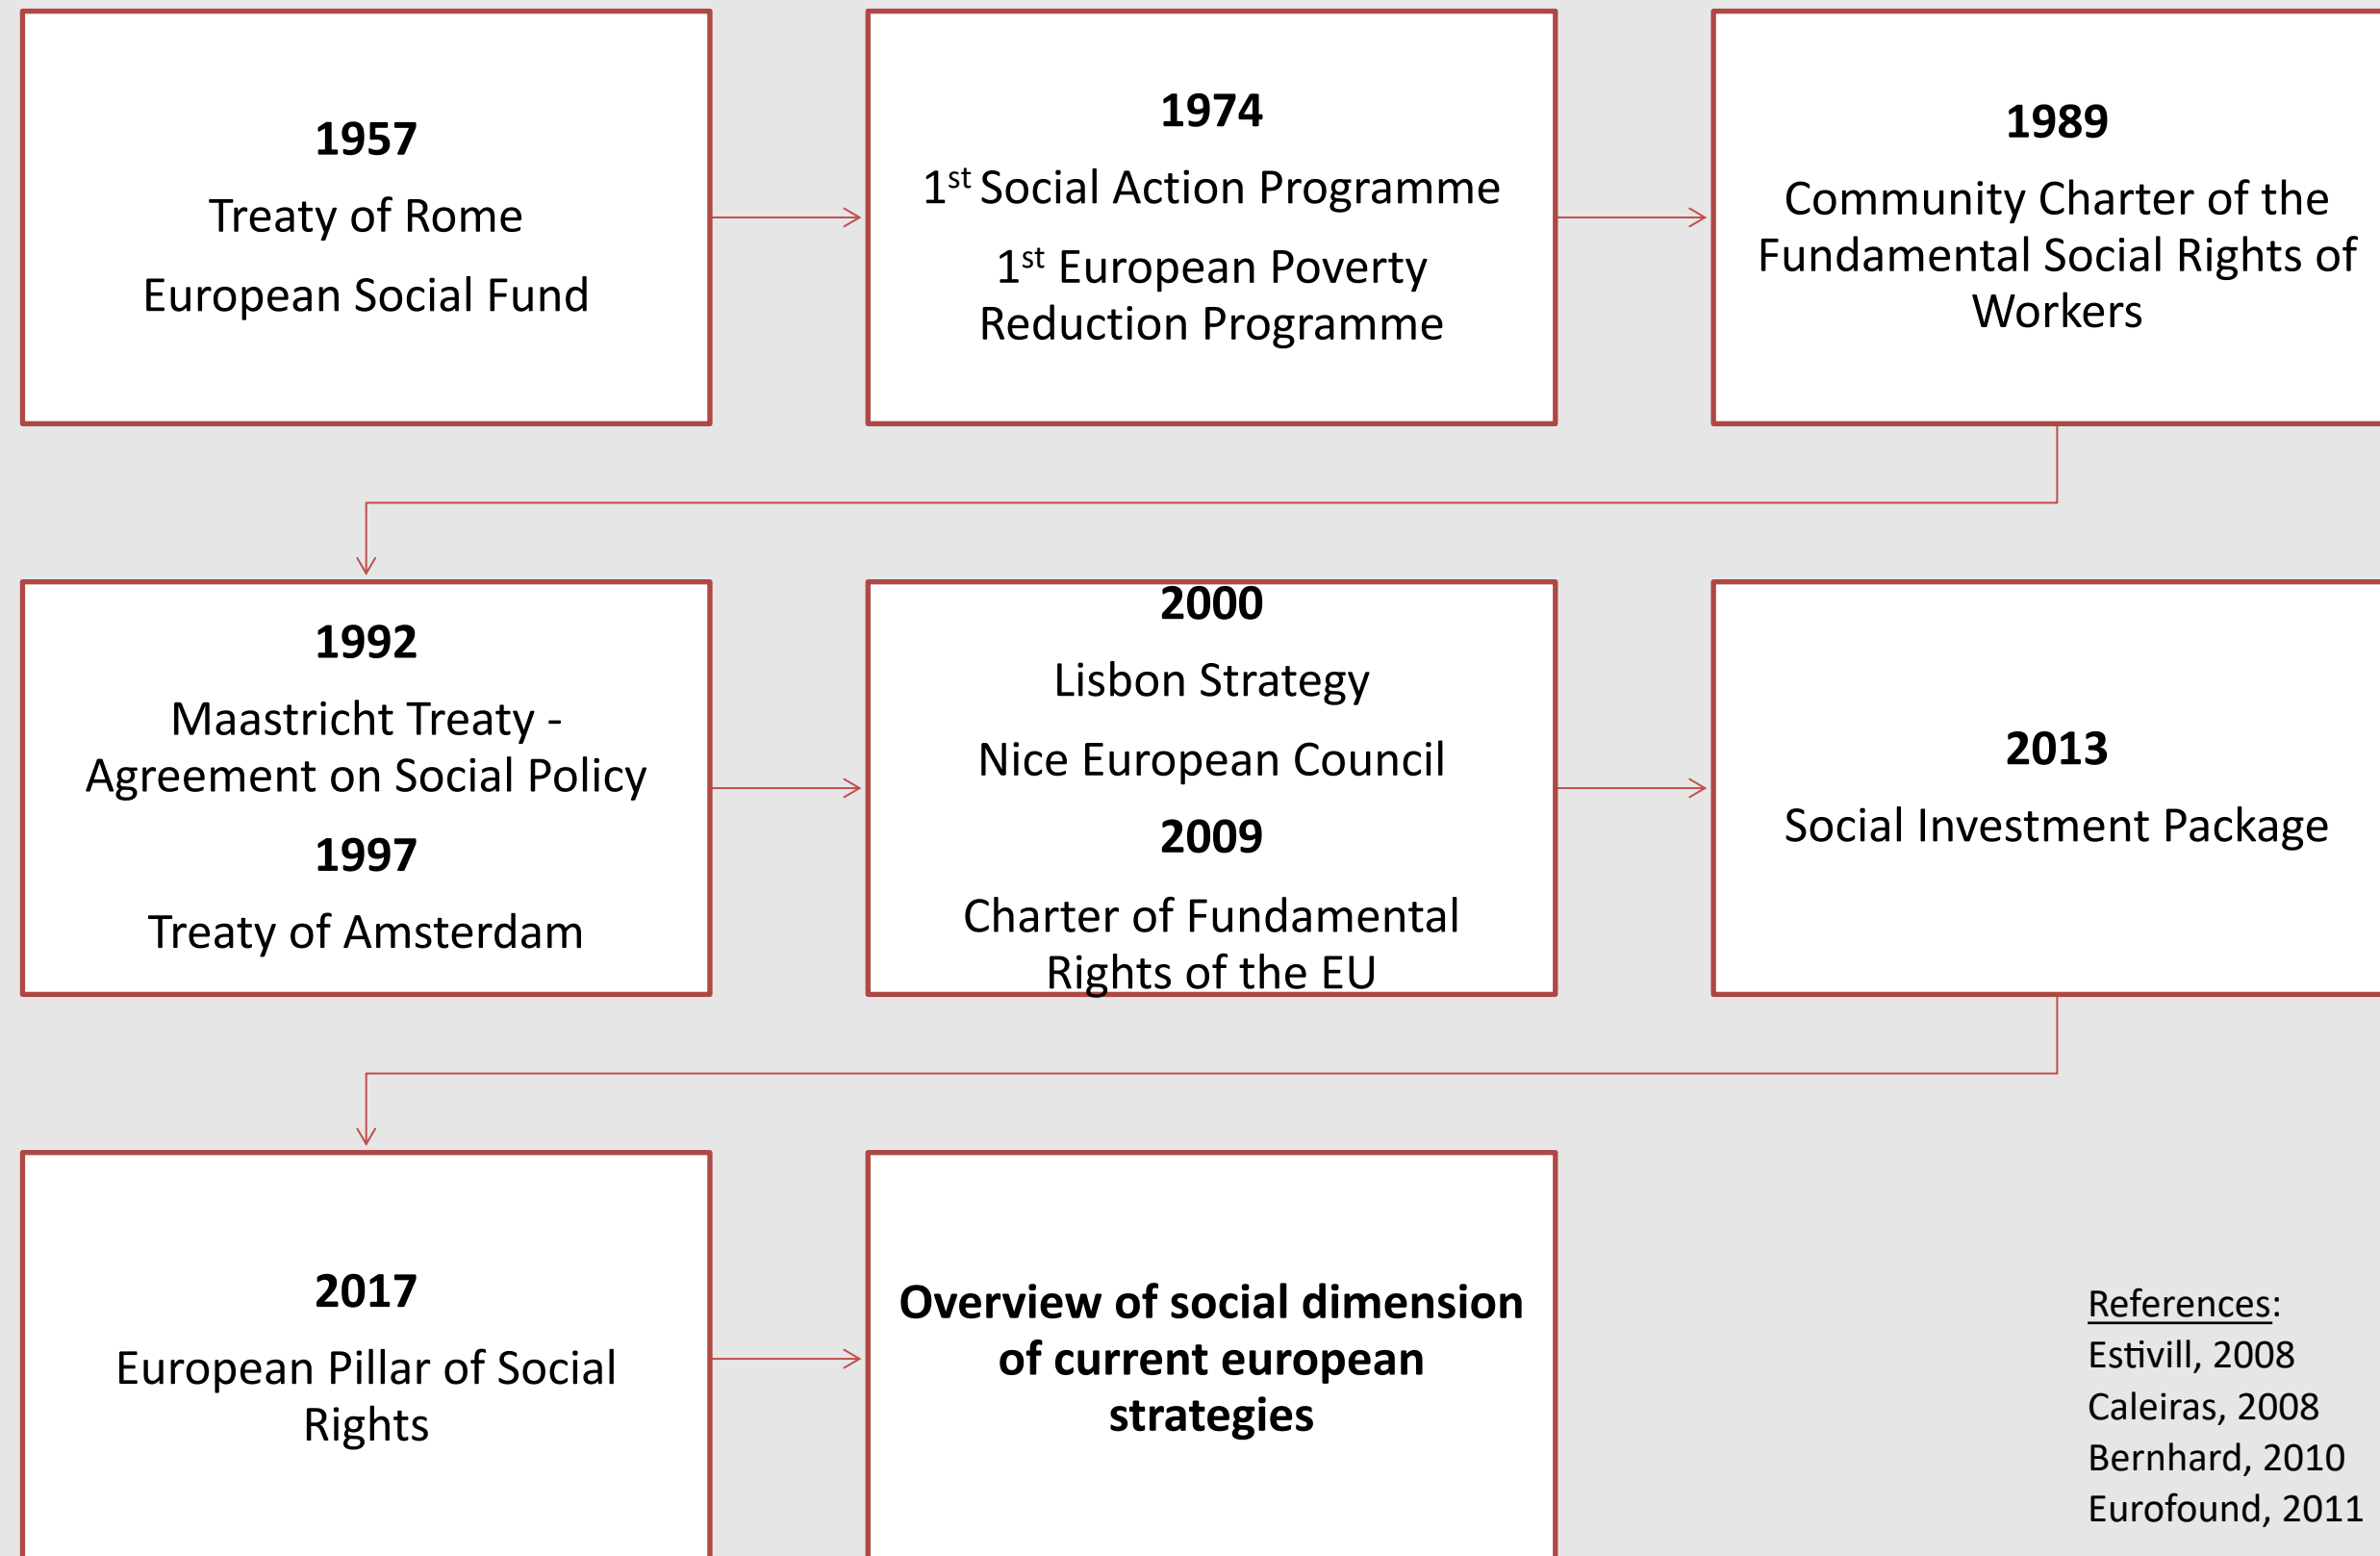 1957
Treaty of Rome
European Social Fund
1974
1st Social Action Programme
1st European Poverty
Reduction Programme
1989
Community Charter of the
Fundamental Social Rights of
Workers
1992
Maastricht Treaty -
Agreement on Social Policy
1997
Treaty of Amsterdam
2000
Lisbon Strategy
Nice European Council
2009
Charter of Fundamental
Rights of the EU
2013
Social Investment Package
2017
European Pillar of Social
Rights
Overview of social dimension
of current european
strategies
References:
Estivill, 2008
Caleiras, 2008
Bernhard, 2010
Eurofound, 2011